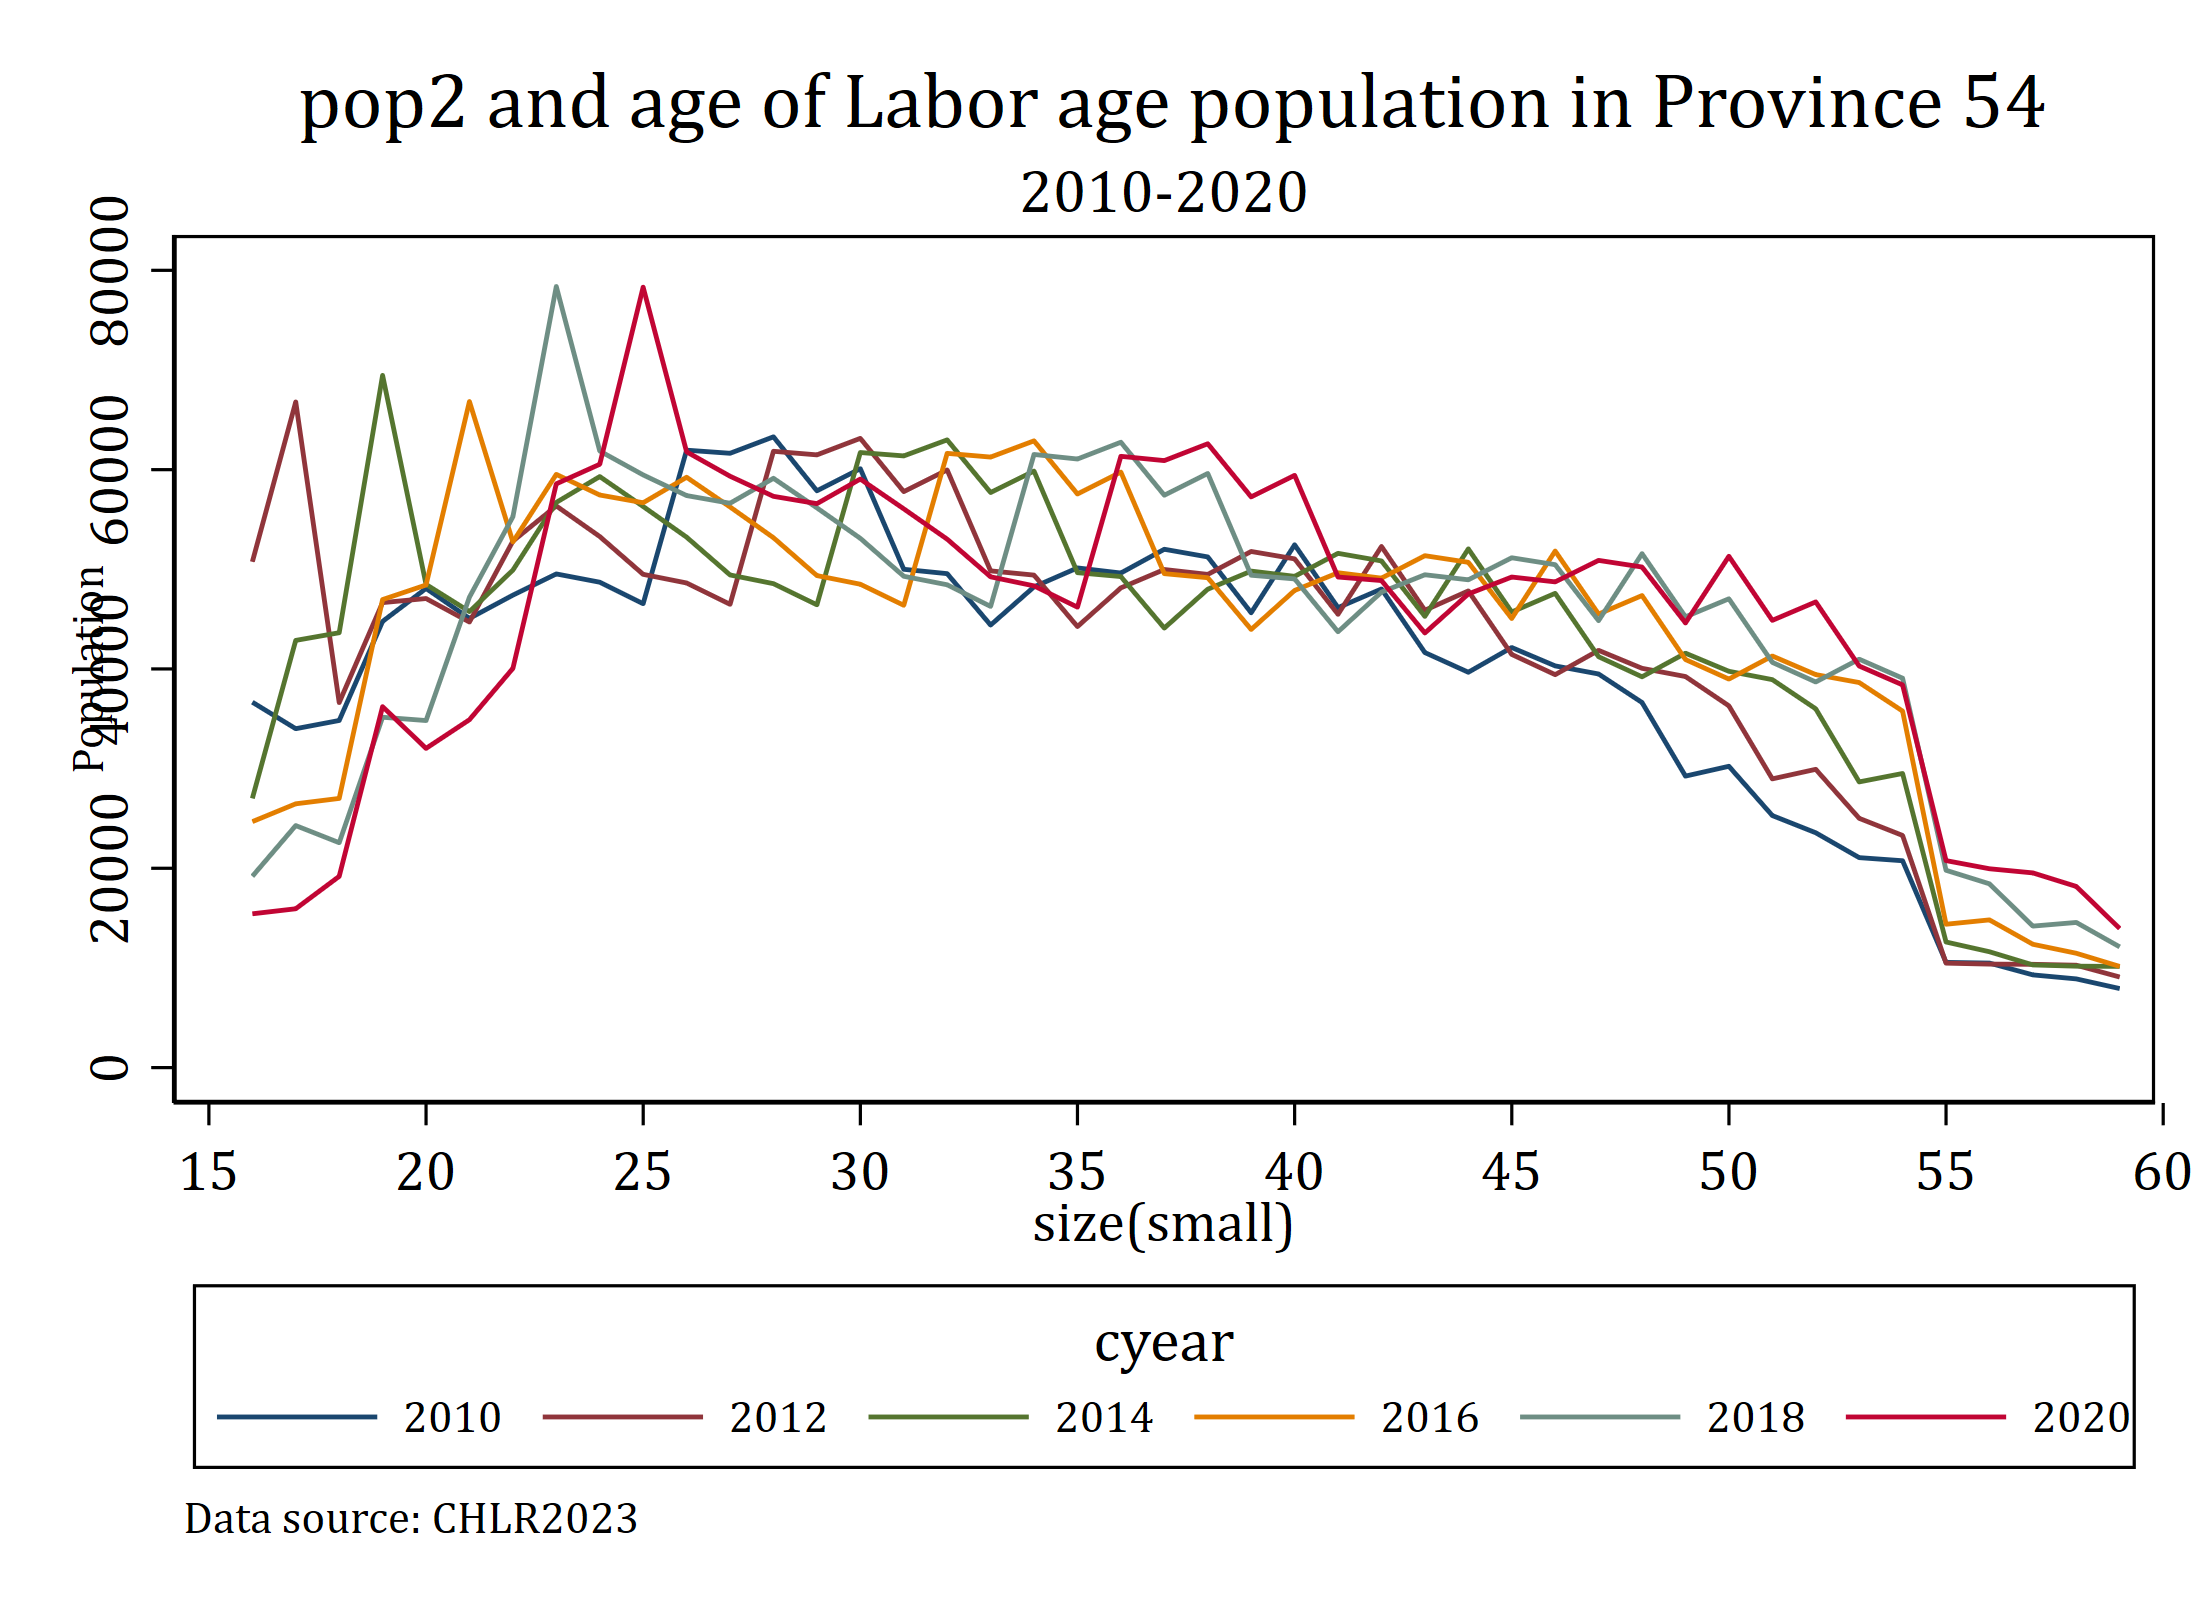 pop2 and age of Labor age population in Province 54
2010-2020
Population
80000
60000
40000
20000
0
15 20 25 30 35 40 45 50 55 60
size(small)
cyear
2010 2012 2014 2016 2018 2020
Data source: CHLR2023